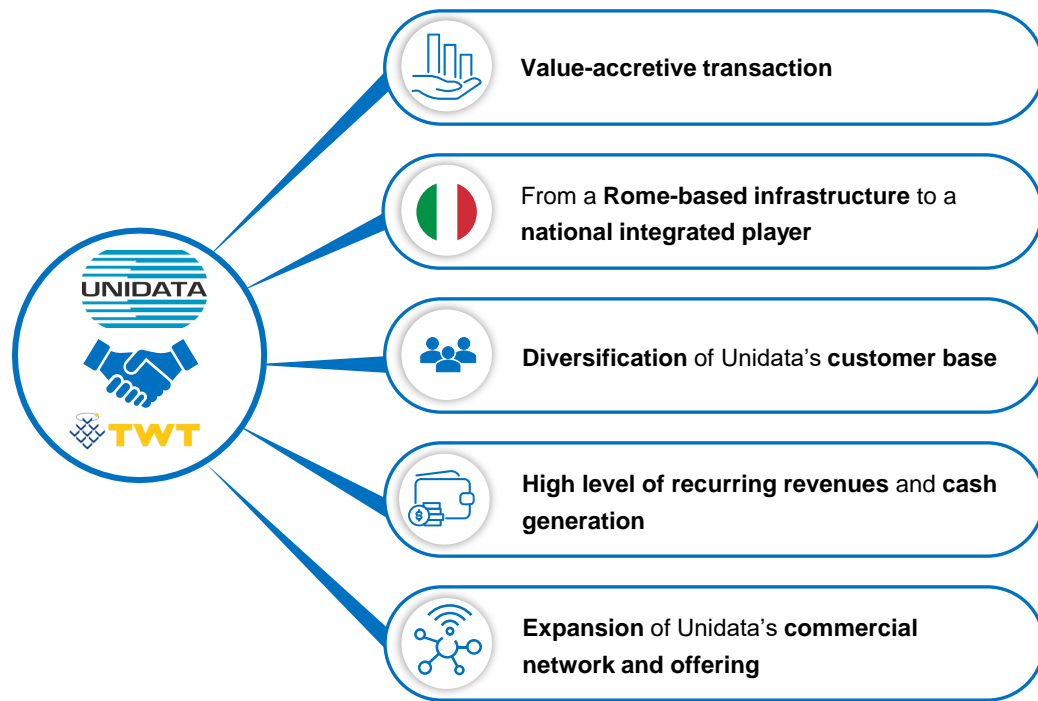 Value-accretive transaction
From a Rome-based infrastructure to a
national integrated player
UNIDATA
Diversification of Unidata’s customer base
TWT
High level of recurring revenues and cash
generation
$
Expansion of Unidata’s commercial
network and offering